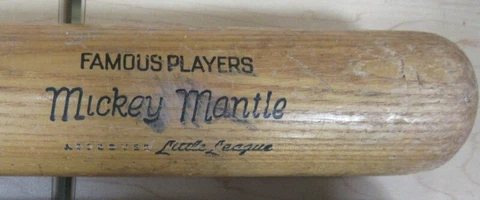 FAMOUS PLAYERS
Mickey Mantle
Little League